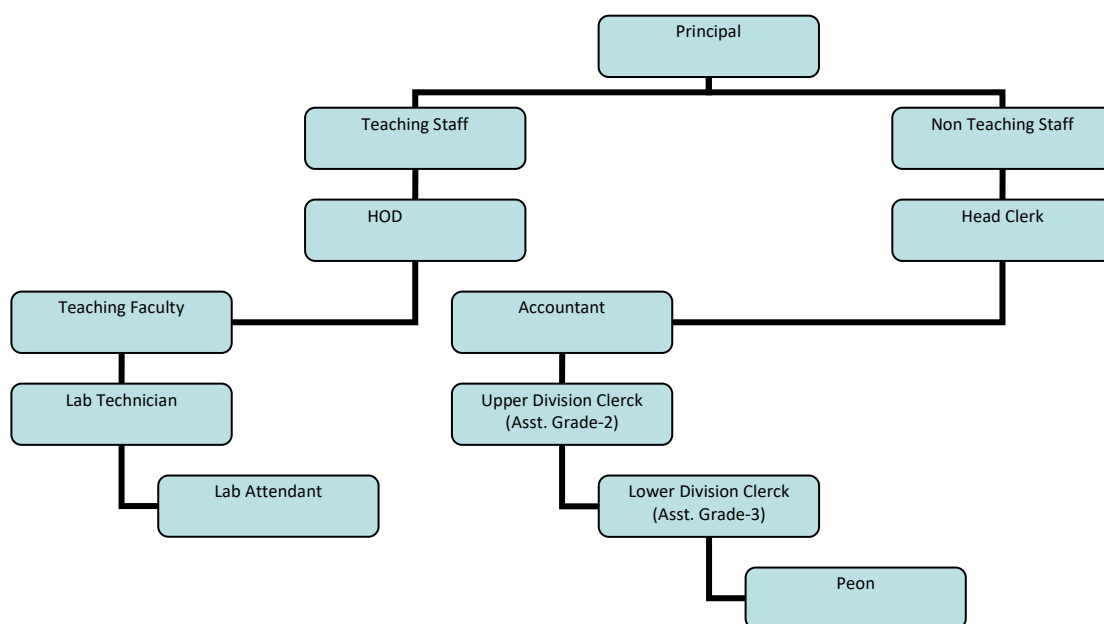 Principal
Teaching Staff
Non Teaching Staff
HOD
Head Clerk
Teaching Faculty
Accountant
Lab Technician
Upper Division Clerck
(Asst. Grade-2)
Lab Attendant
Lower Division Clerck
(Asst. Grade-3)
Peon